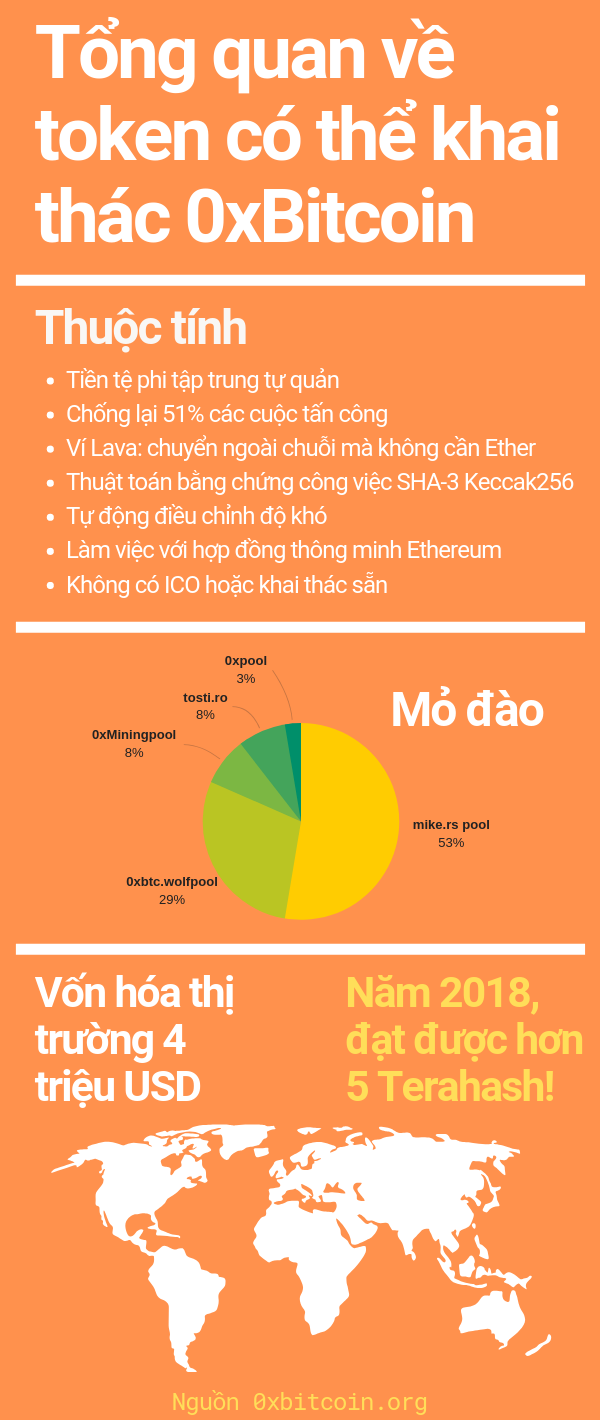 Tổng quan về
token có thể khai
thác 0xBitcoin
Thuộc tính
• Tiền tệ phi tập trung tự quản
• Chống lại 51% các cuộc tấn công
• Ví Lava: chuyển ngoài chuỗi mà không cần Ether
• Thuật toán bằng chứng công việc SHA-3 Keccak256
• Tự động điều chỉnh độ khó
• Làm việc với hợp đồng thông minh Ethereum
• Không có ICO hoặc khai thác sẵn
Mỏ đào
0xpool
3%
tosti.ro
8%
0xMiningpool
8%
mike.rs pool
53%
0xbtc.wolfpool
29%
Vốn hóa thị
trường 4
triệu USD
Năm 2018,
đạt được hơn
5 Terahash!
Nguồn 0xbitcoin.org